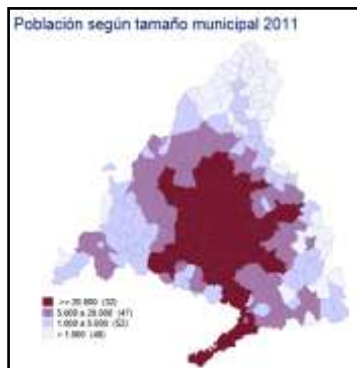 Población según tamaño municipal 2011
>= 20.000 (32)
5.000 a 20.000 (47)
1.000 a 5.000 (52)
< 1.000 (48)